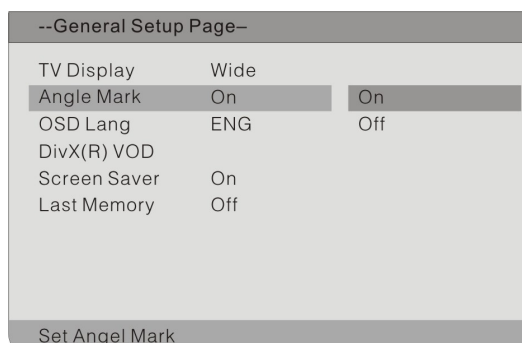 --General Setup Page–
TV Display Wide
Angle Mark On On
OSD Lang ENG Off
DivX(R) VOD
Screen Saver On
Last Memory Off
Set Angel Mark